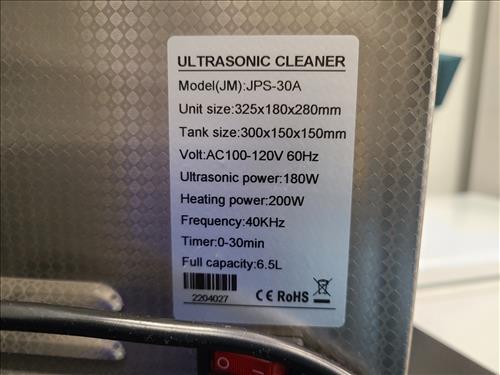 ULTRASONIC CLEANER
Model(JM):JPS-30A
Unit size:325x180x280mm
Tank size:300x150x150mm
Volt:AC100-120V 60Hz
Ultrasonic power:180W
Heating power:200W
Frequency:40KHz
Timer:0-30min
Full capacity:6.5L
2204027
CE RoHS